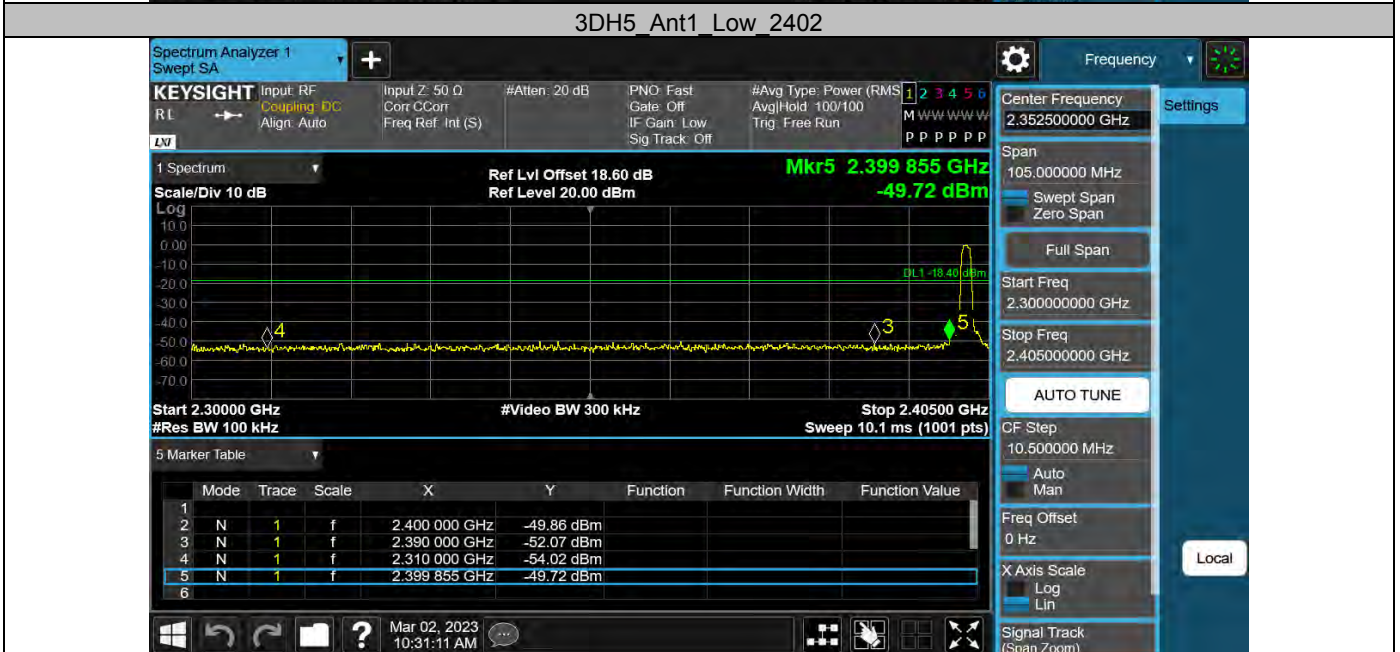 3DH5_Ant1_Low_2402
Spectrum Analyzer 1
Swept SA
Frequency
KEYSIGHT
RL
LXI
Input: RF
Coupling: DC
Align: Auto
Input Z: 50 Ω
Corr CCorr
Freq Ref: Int (S)
#Atten: 20 dB
PNO: Fast
Gate: Off
IF Gain: Low
Sig Track: Off
#Avg Type: Power (RMS
Avg|Hold: 100/100
Trig: Free Run
1 2 3 4 5 6
M W W W W W
P P P P P P
1 Spectrum
Scale/Div 10 dB
Log
Ref Lvl Offset 18.60 dB
Ref Level 20.00 dBm
Mkr5 2.399 855 GHz
-49.72 dBm
10.0
0.00
-10.0
-20.0
-30.0
-40.0
-50.0
-60.0
-70.0
DL1 -18.40 dBm
4
3
5
Start 2.30000 GHz
#Video BW 300 kHz
Stop 2.40500 GHz
#Res BW 100 kHz
Sweep 10.1 ms (1001 pts)
5 Marker Table
Mode Trace Scale X Y Function Function Width Function Value
1
2 N 1 f 2.400 000 GHz -49.86 dBm
3 N 1 f 2.390 000 GHz -52.07 dBm
4 N 1 f 2.310 000 GHz -54.02 dBm
5 N 1 f 2.399 855 GHz -49.72 dBm
6
?
Mar 02, 2023
10:31:11 AM
Center Frequency
2.352500000 GHz
Settings
Span
105.000000 MHz
Swept Span
Zero Span
Full Span
Start Freq
2.300000000 GHz
Stop Freq
2.405000000 GHz
AUTO TUNE
CF Step
10.500000 MHz
Auto
Man
Freq Offset
0 Hz
X Axis Scale
Log
Lin
Local
Signal Track
(Span Zoom)